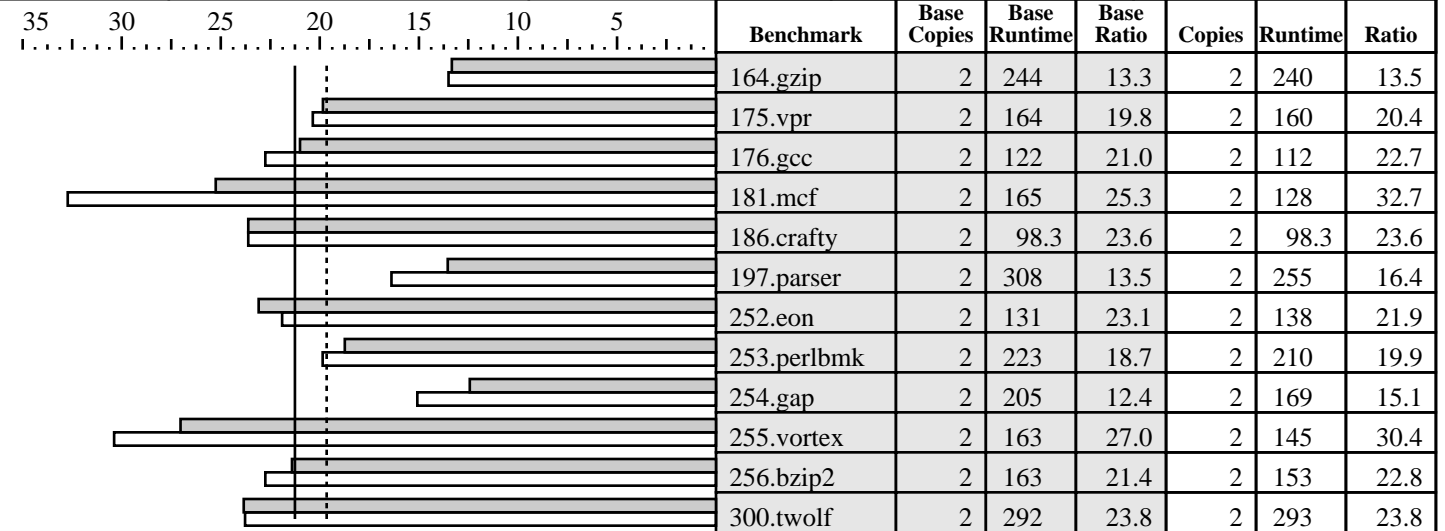 35 30 25 20 15 10 5
Benchmark Base Copies Base Runtime Base Ratio Copies Runtime Ratio
164.gzip 2 244 13.3 2 240 13.5
175.vpr 2 164 19.8 2 160 20.4
176.gcc 2 122 21.0 2 112 22.7
181.mcf 2 165 25.3 2 128 32.7
186.crafty 2 98.3 23.6 2 98.3 23.6
197.parser 2 308 13.5 2 255 16.4
252.eon 2 131 23.1 2 138 21.9
253.perlbmk 2 223 18.7 2 210 19.9
254.gap 2 205 12.4 2 169 15.1
255.vortex 2 163 27.0 2 145 30.4
256.bzip2 2 163 21.4 2 153 22.8
300.twolf 2 292 23.8 2 293 23.8